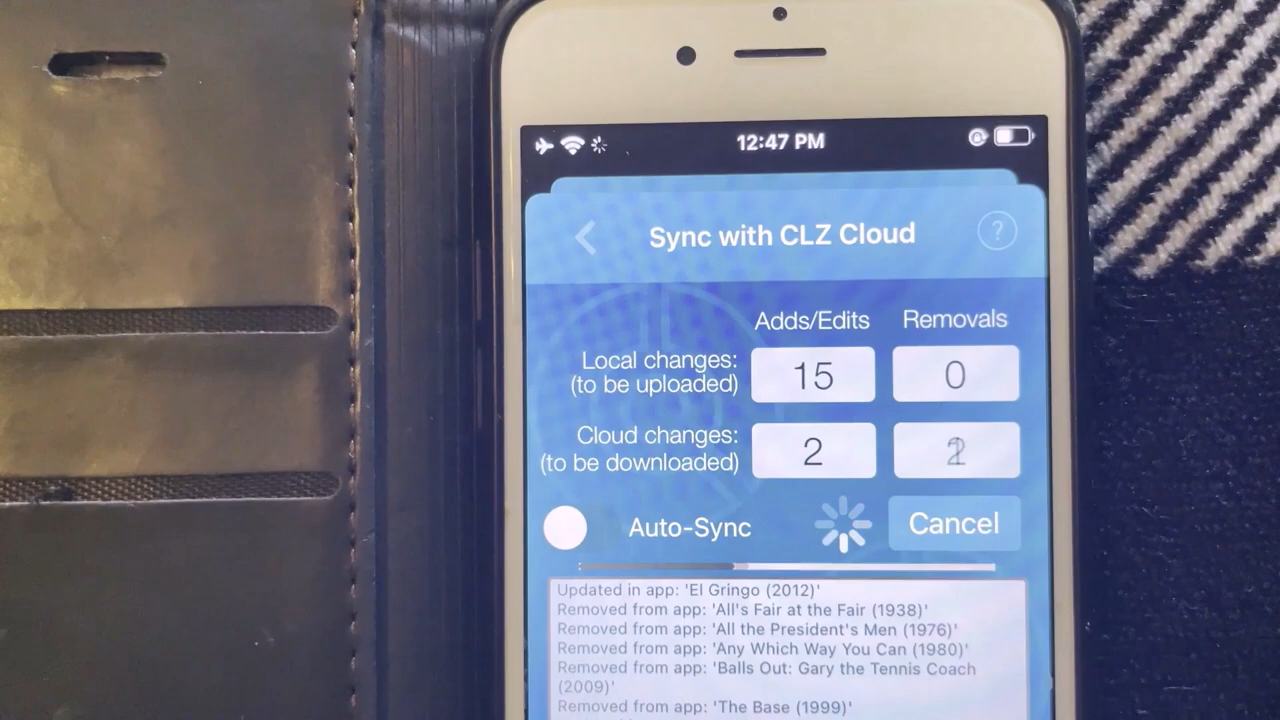 12:47 PM
Sync with CLZ Cloud
?
Adds/Edits Removals
Local changes:
(to be uploaded) 15 0
Cloud changes:
(to be downloaded) 2
Auto-Sync Cancel
Updated in app: 'El Gringo (2012)'
Removed from app: 'All's Fair at the Fair (1938)'
Removed from app: 'All the President's Men (1976)'
Removed from app: 'Any Which Way You Can (1980)'
Removed from app: 'Balls Out: Gary the Tennis Coach
(2009)'
Removed from app: 'The Base (1999)'